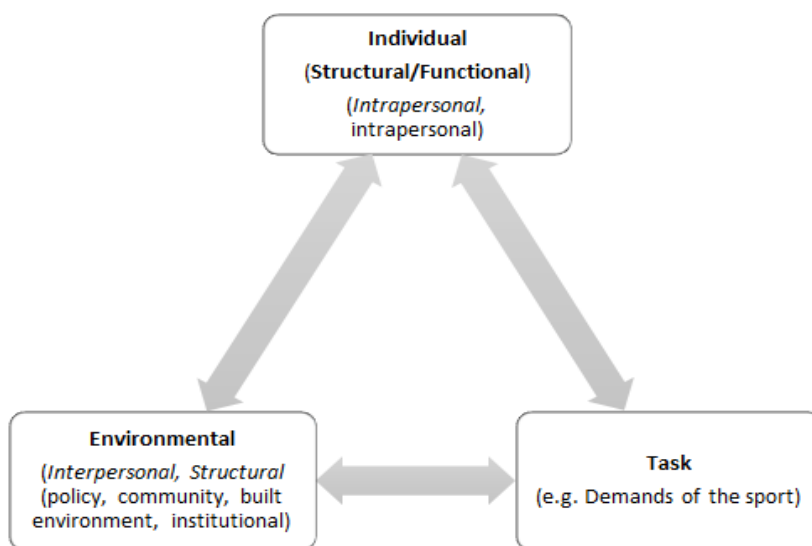 Individual
(Structural/Functional)
(Intrapersonal,
intrapersonal)
Environmental
(Interpersonal, Structural
(policy, community, built
environment, institutional)
Task
(e.g. Demands of the sport)